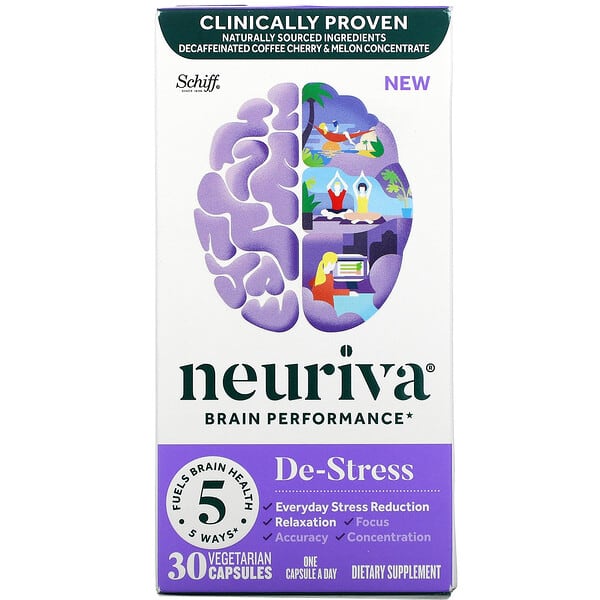 CLINICALLY PROVEN
NATURALLY SOURCED INGREDIENTS
DECAFFEINATED COFFEE CHERRY & MELON CONCENTRATE
Schiff®
SINCE 1936
NEW
neuriva®
BRAIN PERFORMANCE*
FUELS BRAIN HEALTH
5
5 WAYS*
De-Stress
✓ Everyday Stress Reduction
✓ Relaxation ✓ Focus
✓ Accuracy ✓ Concentration
30 VEGETARIAN CAPSULES
ONE
CAPSULE A DAY
DIETARY SUPPLEMENT